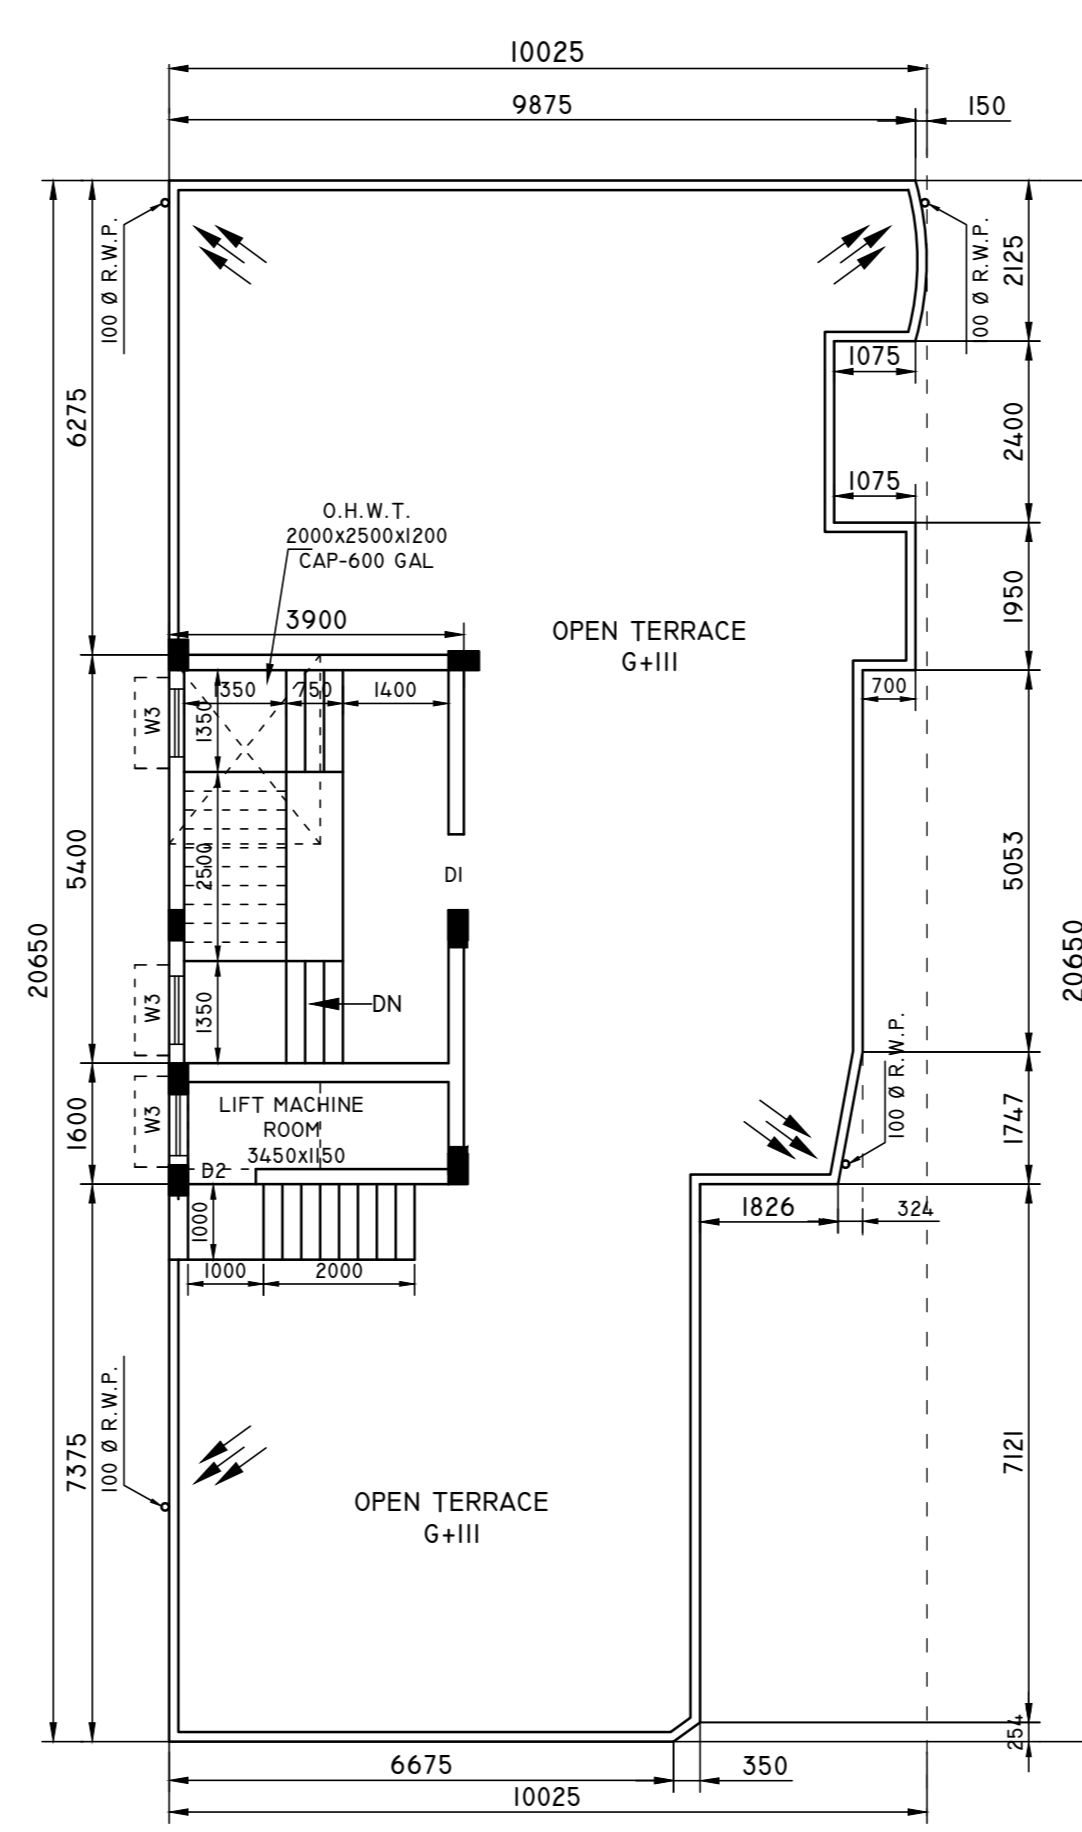 10025
9875
150
100 Ø R.W.P.
100 Ø R.W.P.
2125
1075
6275
2400
1075
O.H.W.T.
2000x2500x1200
CAP-600 GAL
1950
3900
OPEN TERRACE
G+III
W3
1350
750
1400
700
1350
5400
2500
D1
5053
20650
20650
W3
1350
DN
100 Ø R.W.P.
1600
W3
LIFT MACHINE
ROOM
3450x1150
D2
1747
1000
1826
324
1000
2000
7375
100 Ø R.W.P.
7121
OPEN TERRACE
G+III
254
6675
350
10025